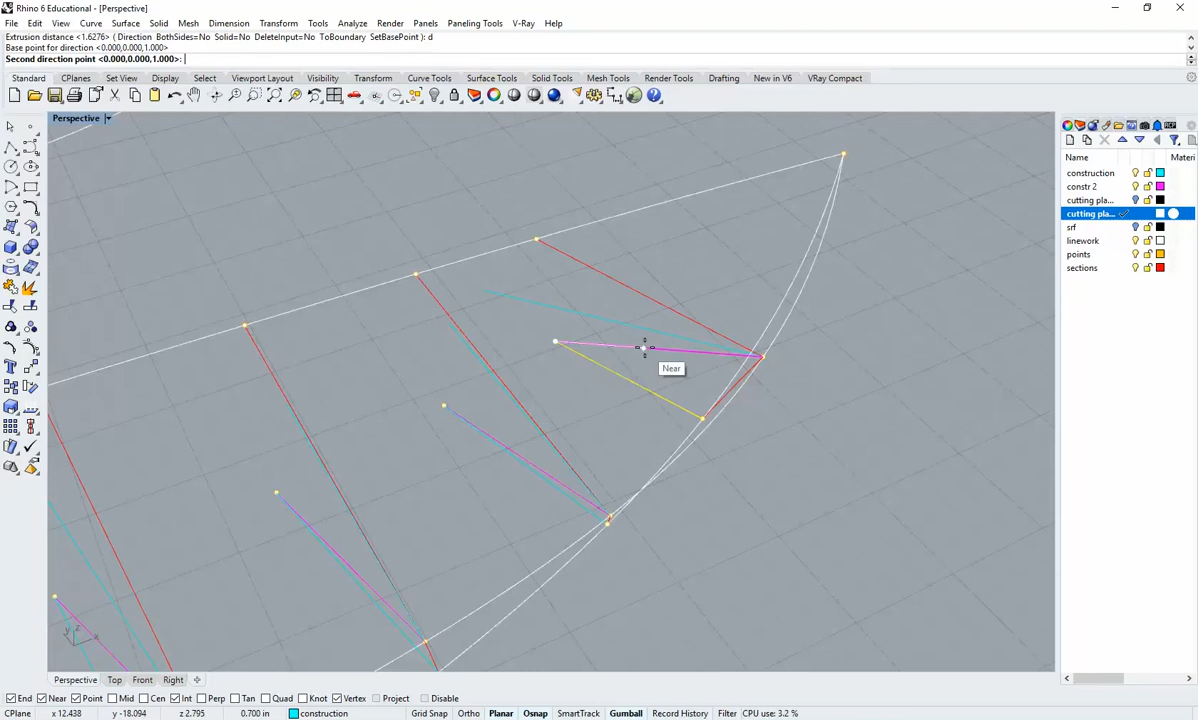 Rhino 6 Educational - [Perspective]
File Edit View Curve Surface Solid Mesh Dimension Transform Tools Analyze Render Panels Paneling Tools V-Ray Help
Extrusion distance <1.6276> ( Direction BothSides=No Solid=No DeleteInput=No ToBoundary SetBasePoint ): d
Base point for direction <0.000,0.000,1.000>
Second direction point <0.000,0.000,1.000>:
Standard CPlanes Set View Display Select Viewport Layout Visibility Transform Curve Tools Surface Tools Solid Tools Mesh Tools Render Tools Drafting New in V6 VRay Compact
Perspective
Name Materi
construction
constr 2
cutting pla...
cutting pla...
srf
linework
points
sections
Near
y z x
Perspective Top Front Right
End Near Point Mid Cen Int Perp Tan Quad Knot Vertex Project Disable
CPlane x 12.438 y -18.094 z 2.795 0.700 in construction Grid Snap Ortho Planar Osnap SmartTrack Gumball Record History Filter CPU use: 3.2 %